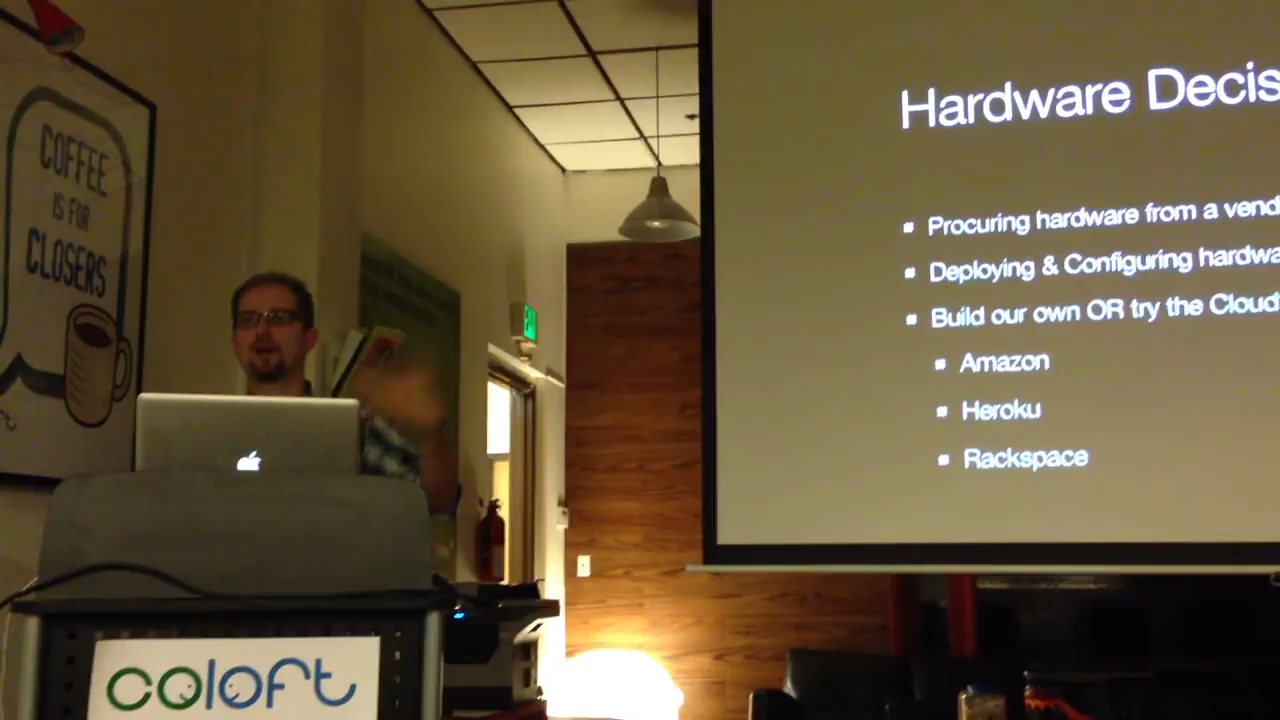 COFFEE
IS FOR
CLOSERS
EXIT
coloft
Hardware Decis
Procuring hardware from a vend
Deploying & Configuring hardwa
Build our own OR try the Cloud
Amazon
Heroku
Rackspace